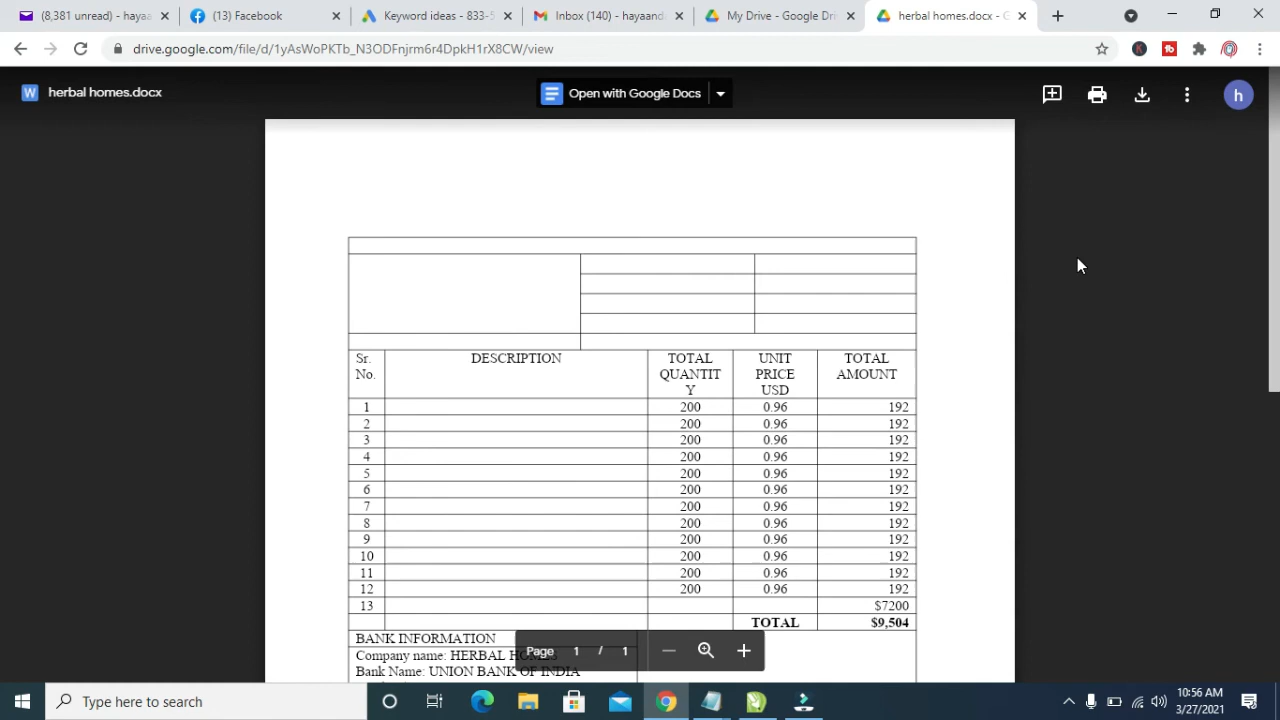 (8,381 unread) - hayaa
(13) Facebook
Keyword ideas - 833-5
Inbox (140) - hayaand
My Drive - Google Dri
herbal homes.docx - G
drive.google.com/file/d/1yAsWoPKTb_N3ODFnjrm6r4DpkH1rX8CW/view
W
herbal homes.docx
Open with Google Docs
h
Sr. No. DESCRIPTION TOTAL QUANTITY UNIT PRICE USD TOTAL AMOUNT
1 200 0.96 192
2 200 0.96 192
3 200 0.96 192
4 200 0.96 192
5 200 0.96 192
6 200 0.96 192
7 200 0.96 192
8 200 0.96 192
9 200 0.96 192
10 200 0.96 192
11 200 0.96 192
12 200 0.96 192
13 $7200
TOTAL $9,504
BANK INFORMATION
Company name: HERBAL HOMES
Bank Name: UNION BANK OF INDIA
Page 1 / 1
Type here to search
10:56 AM
3/27/2021